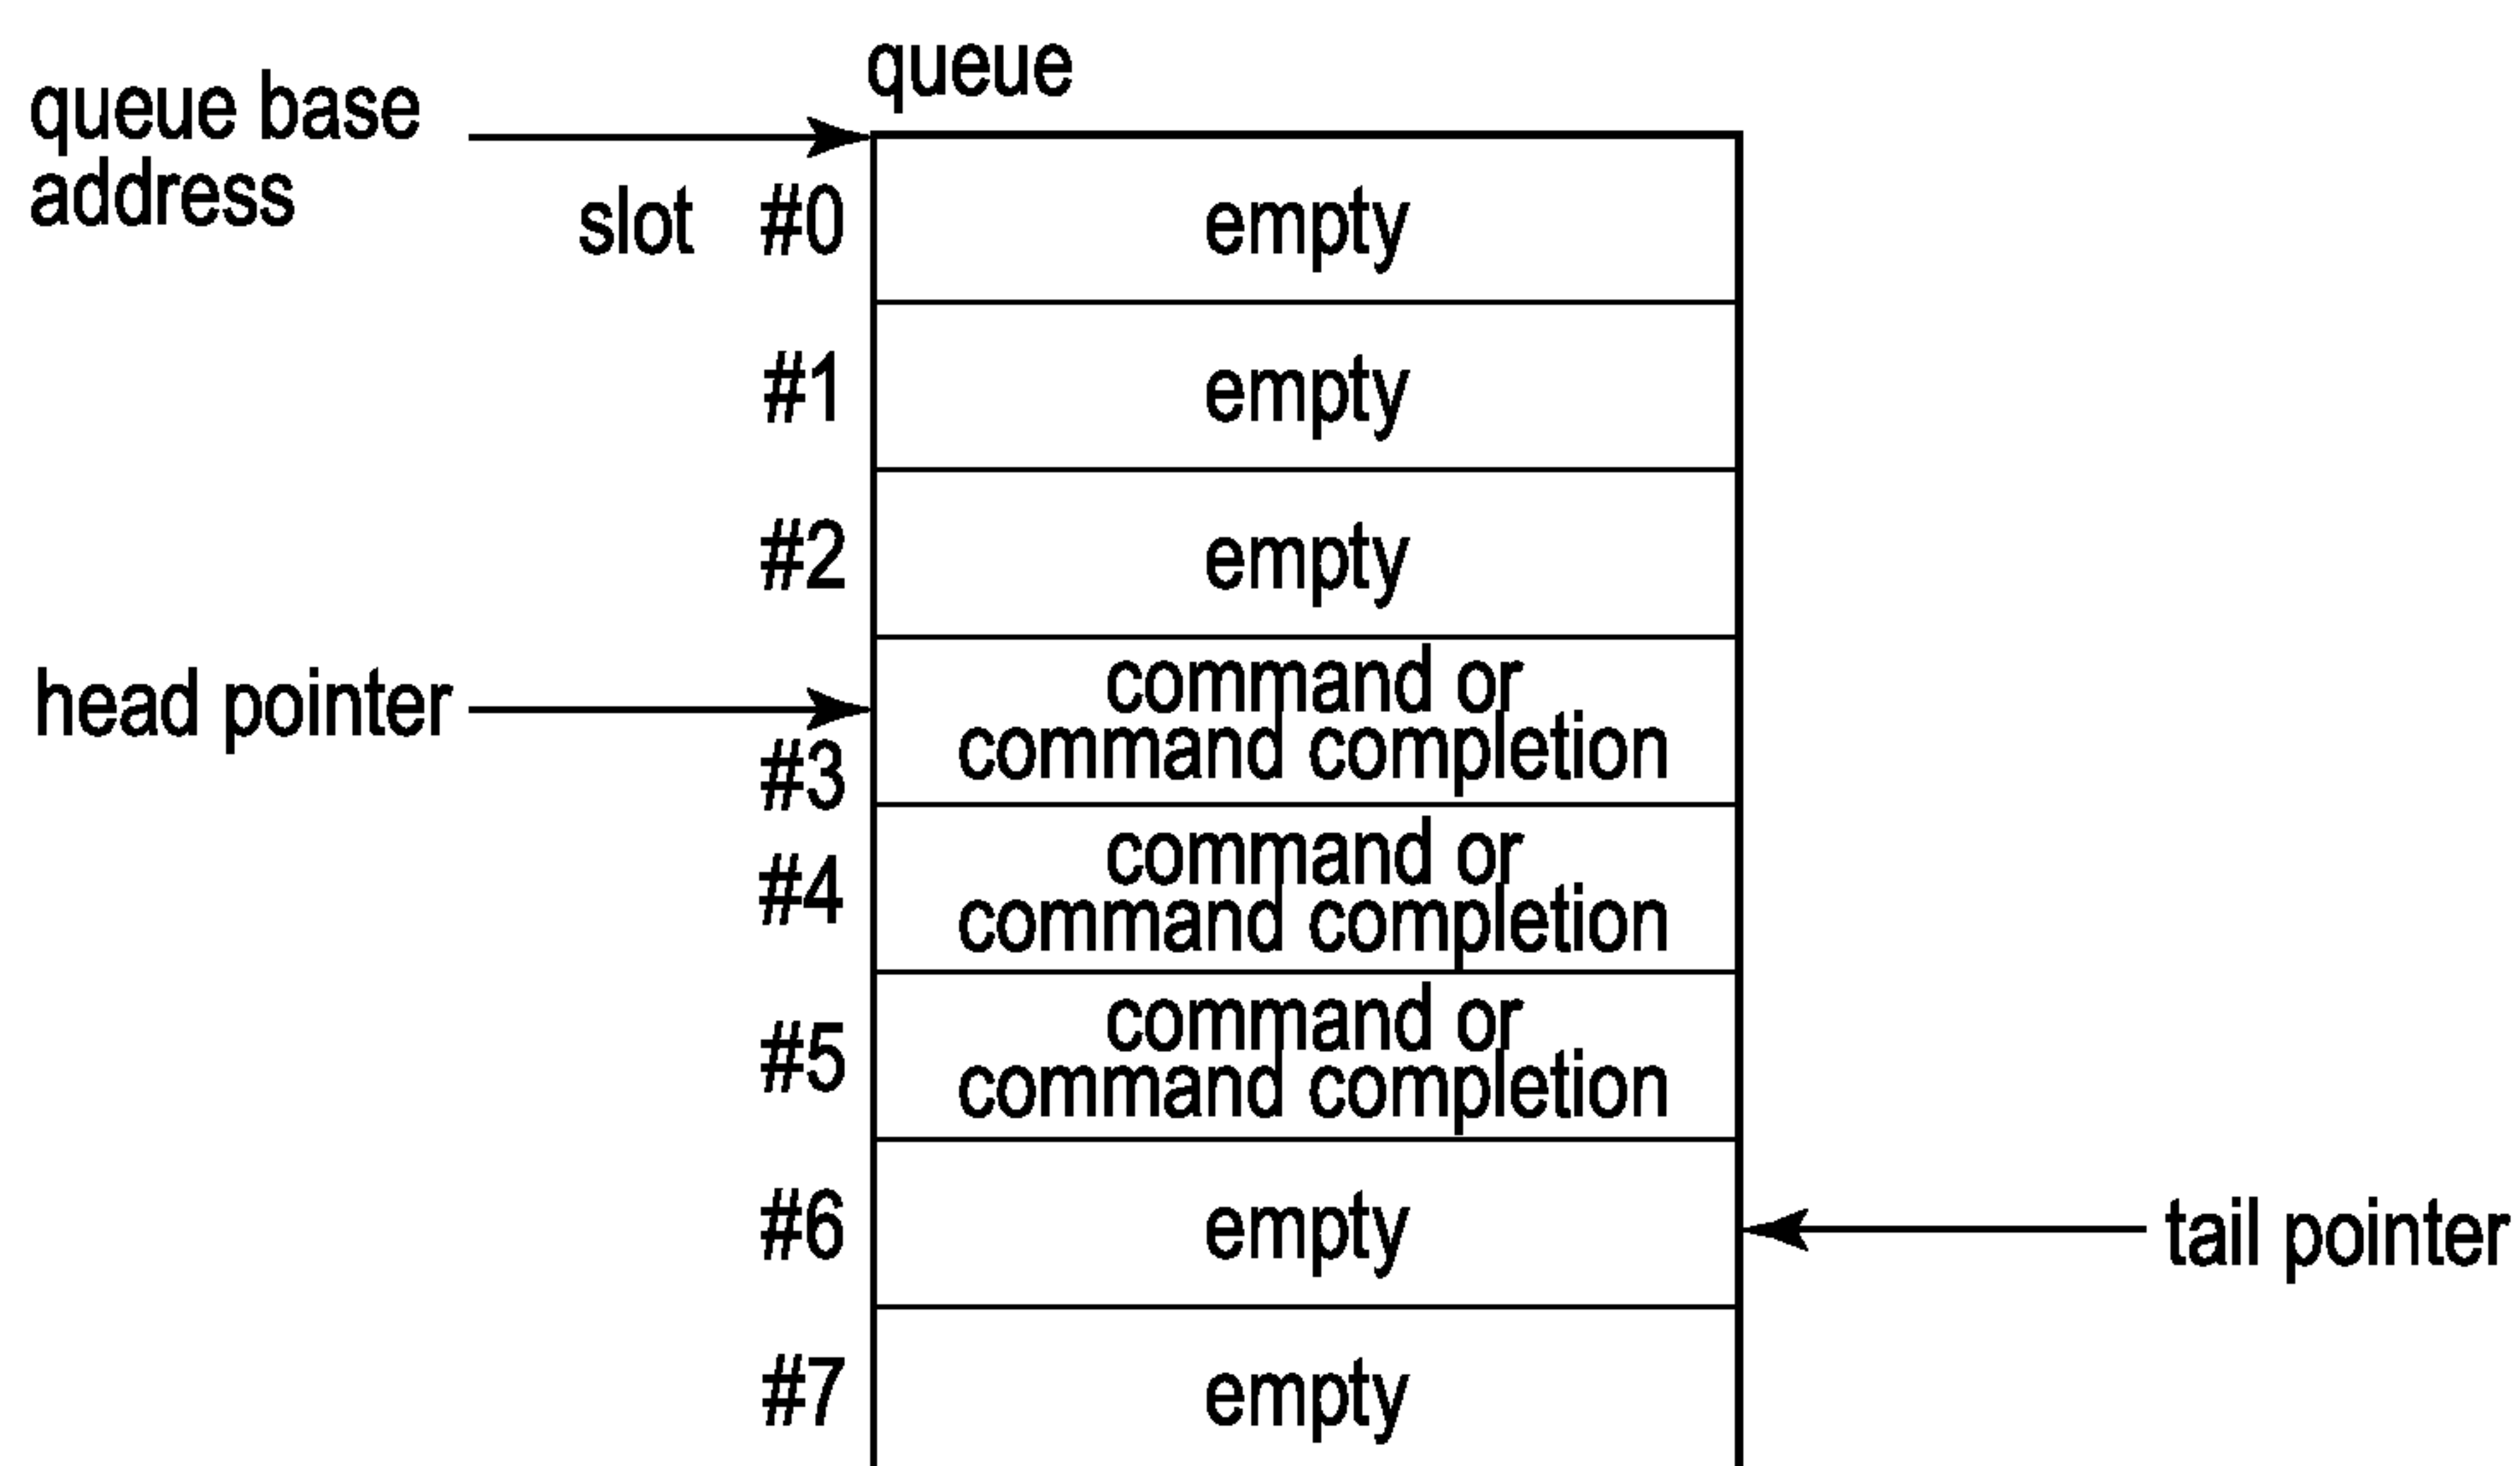 queue
queue base
address
slot #0 empty
#1 empty
#2 empty
head pointer
command or
command completion
#3
command or
command completion
#4
command or
command completion
#5
#6 empty
tail pointer
#7 empty